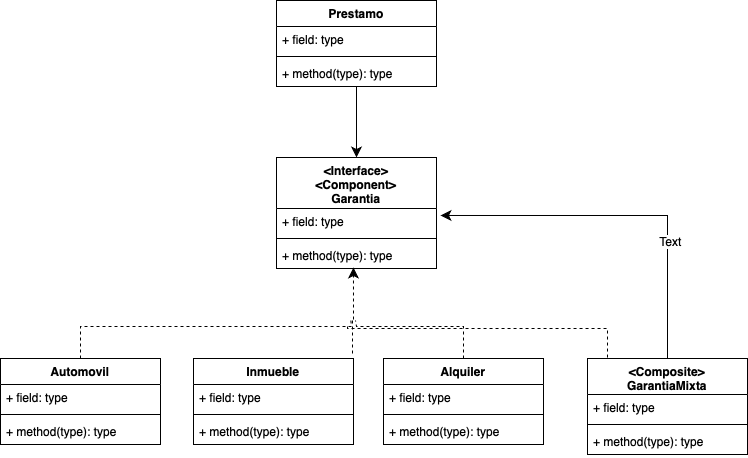 Prestamo
+ field: type
+ method(type): type
<Interface>
<Component>
Garantia
+ field: type
+ method(type): type
Text
Automovil
+ field: type
+ method(type): type
Inmueble
+ field: type
+ method(type): type
Alquiler
+ field: type
+ method(type): type
<Composite>
GarantiaMixta
+ field: type
+ method(type): type